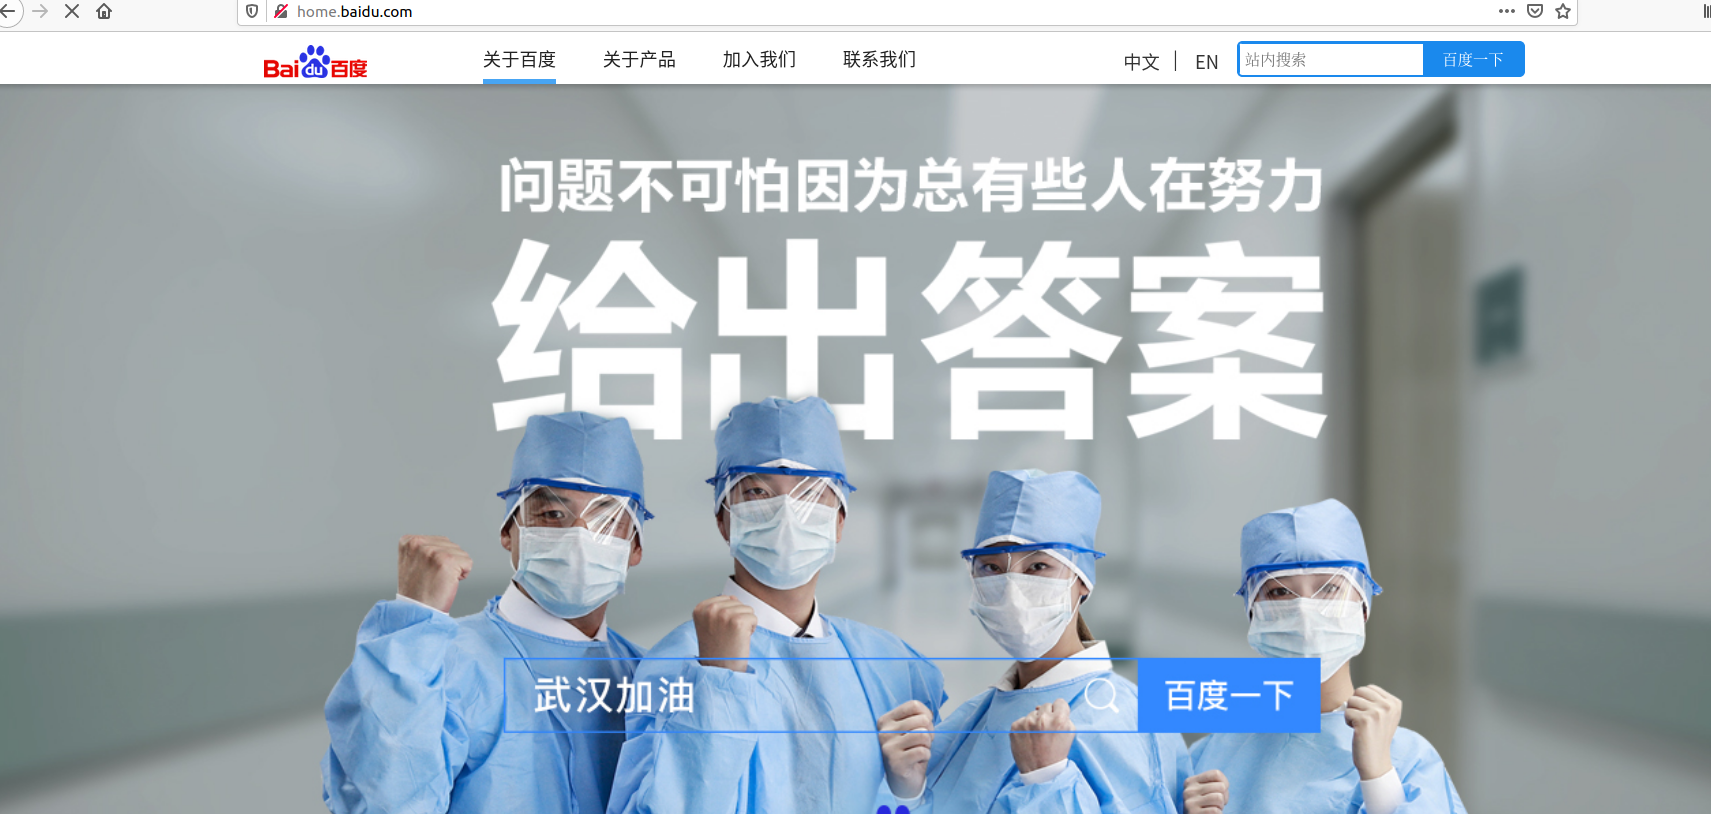 home.baidu.com
Bai du 百度
关于百度
关于产品
加入我们
联系我们
中文 | EN
站内搜索
百度一下
问题不可怕因为总有些人在努力
给出答案
武汉加油
百度一下